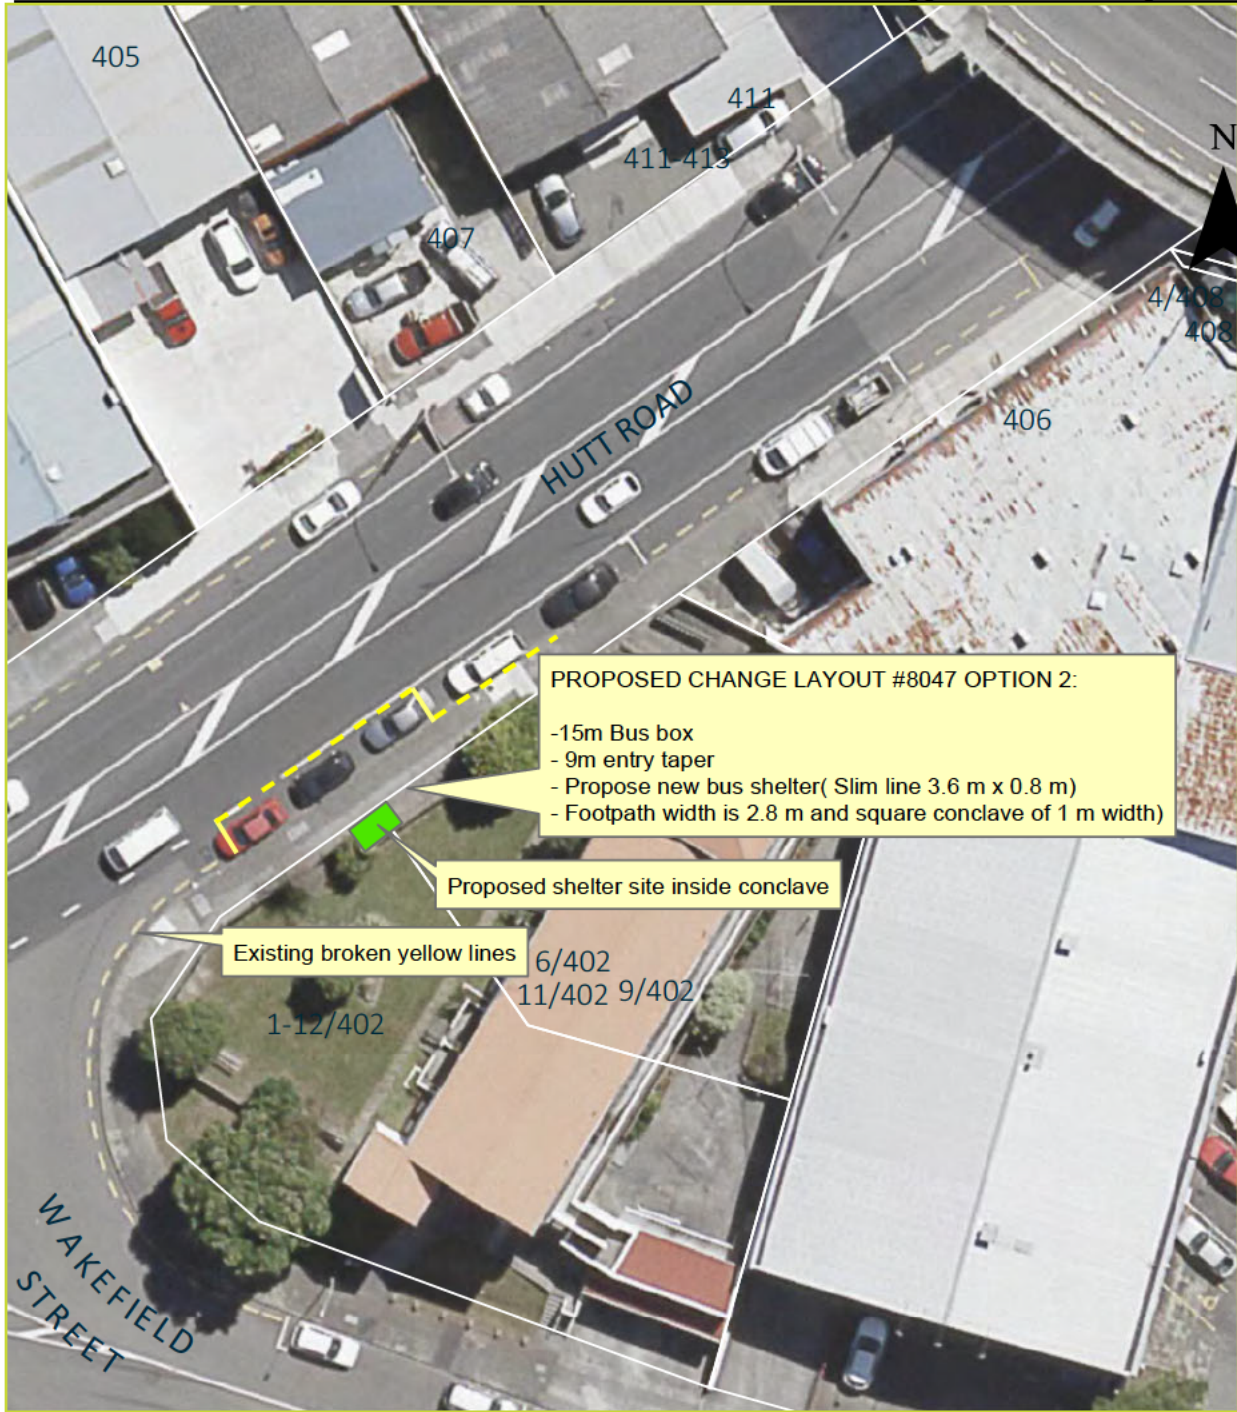 405
411
411-413
N
407
4/408
408
406
HUTT ROAD
PROPOSED CHANGE LAYOUT #8047 OPTION 2:
-15m Bus box
- 9m entry taper
- Propose new bus shelter( Slim line 3.6 m x 0.8 m)
- Footpath width is 2.8 m and square conclave of 1 m width)
Proposed shelter site inside conclave
Existing broken yellow lines
6/402
11/402 9/402
1-12/402
WAKEFIELD
STREET